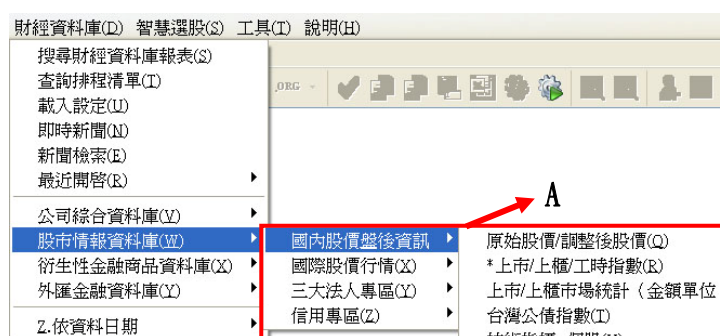 財經資料庫(D) 智慧選股(S) 工具(T) 說明(H)
搜尋財經資料庫報表(S)
查詢排程清單(T)
載入設定(U)
即時新聞(N)
新聞檢索(E)
最近開啓(R)
公司綜合資料庫(V)
股市情報資料庫(W)
衍生性金融商品資料庫(X)
外匯金融資料庫(Y)
Z.依資料日期
.ORG
A
國內股價盤後資訊
國際股價行情(X)
三大法人專區(Y)
信用專區(Z)
原始股價/調整後股價(Q)
*上市/上櫃/工時指數(R)
上市/上櫃市場統計（金額單位
台灣公債指數(T)